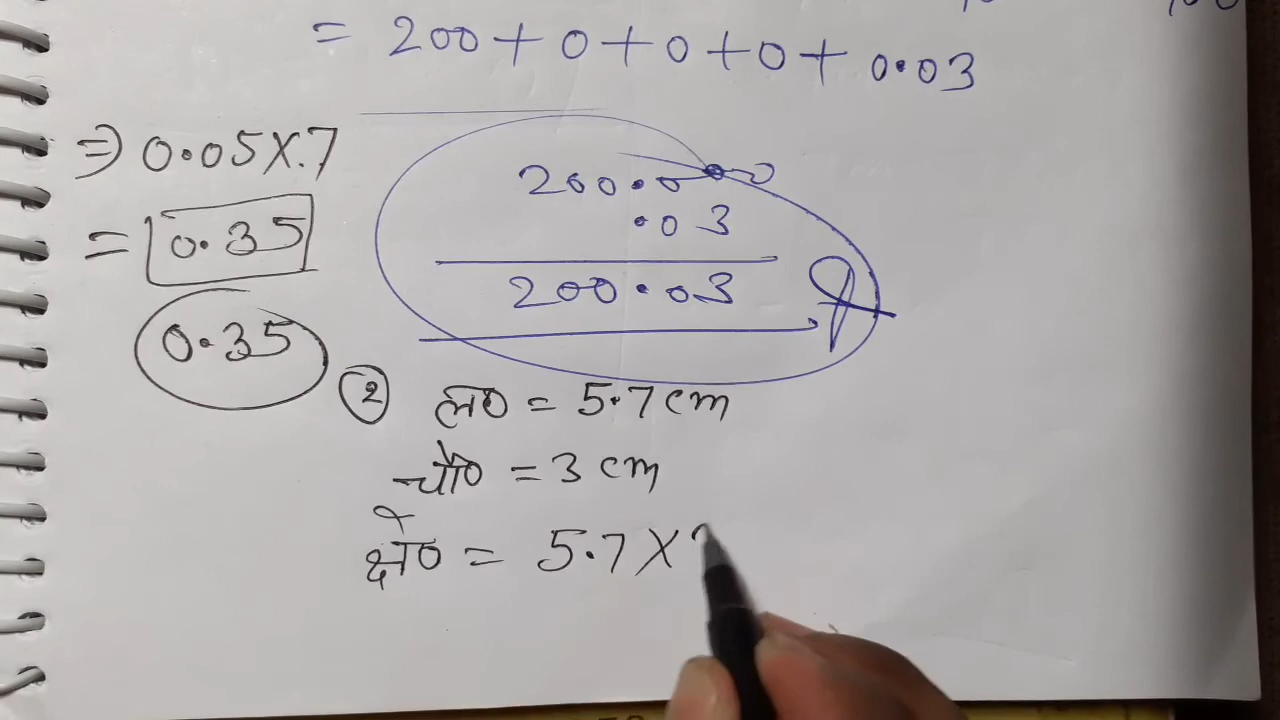 = 200 + 0 + 0 + 0 + 0.03
⇒ 0.05 × 7
= 0.35
0.35
200.00
.03
200.03
② ल० = 5.7 cm
चौ० = 3 cm
क्षे० = 5.7 ×